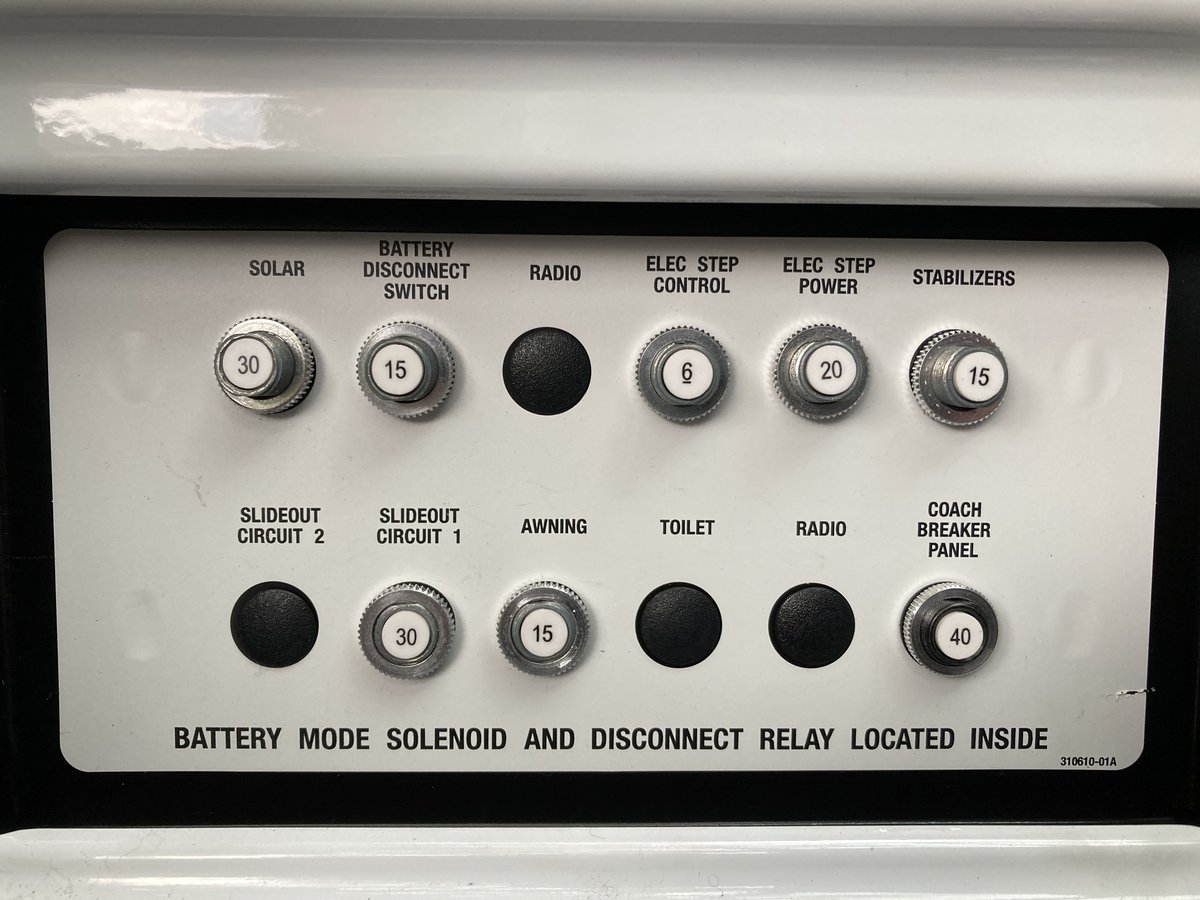 SOLAR
BATTERY
DISCONNECT
SWITCH
RADIO
ELEC STEP
CONTROL
ELEC STEP
POWER
STABILIZERS
30
15
6
20
15
SLIDEOUT
CIRCUIT 2
SLIDEOUT
CIRCUIT 1
AWNING
TOILET
RADIO
COACH
BREAKER
PANEL
30
15
40
BATTERY MODE SOLENOID AND DISCONNECT RELAY LOCATED INSIDE
310610-01A